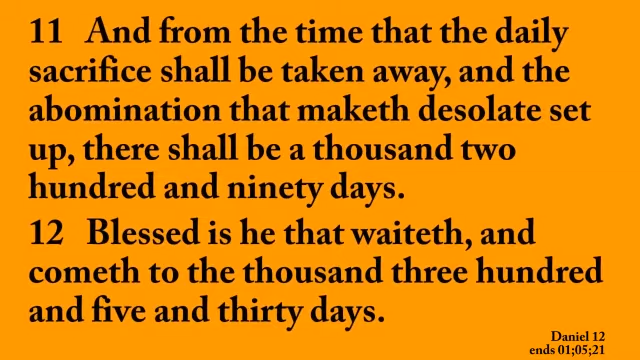 11 And from the time that the daily
sacrifice shall be taken away, and the
abomination that maketh desolate set
up, there shall be a thousand two
hundred and ninety days.
12 Blessed is he that waiteth, and
cometh to the thousand three hundred
and five and thirty days.
Daniel 12
ends 01;05;21